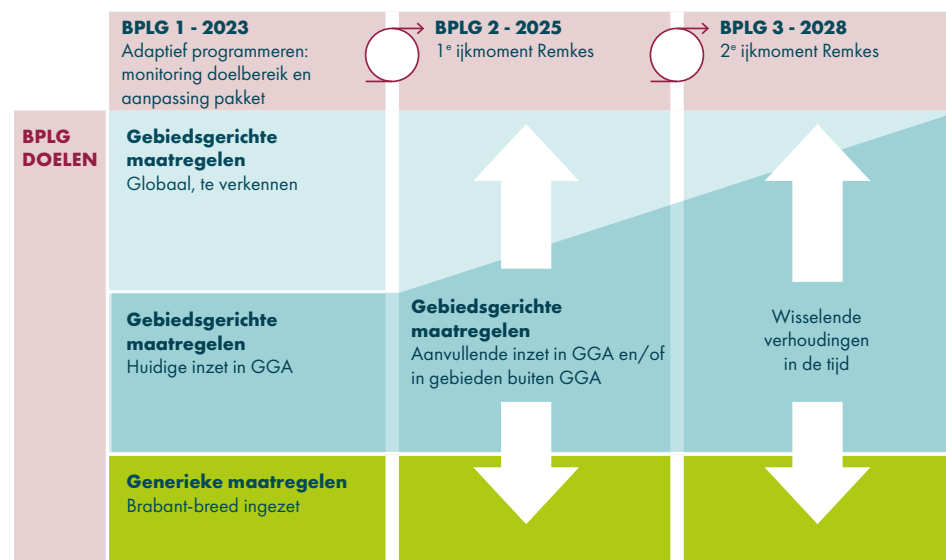 BPLG 1 - 2023
Adaptief programmeren:
monitoring doelbereik en
aanpassing pakket
BPLG 2 - 2025
1e ijkmoment Remkes
BPLG 3 - 2028
2e ijkmoment Remkes
BPLG
DOELEN
Gebiedsgerichte
maatregelen
Globaal, te verkennen
Gebiedsgerichte
maatregelen
Huidige inzet in GGA
Gebiedsgerichte
maatregelen
Aanvullende inzet in GGA en/of
in gebieden buiten GGA
Wisselende
verhoudingen
in de tijd
Generieke maatregelen
Brabant-breed ingezet